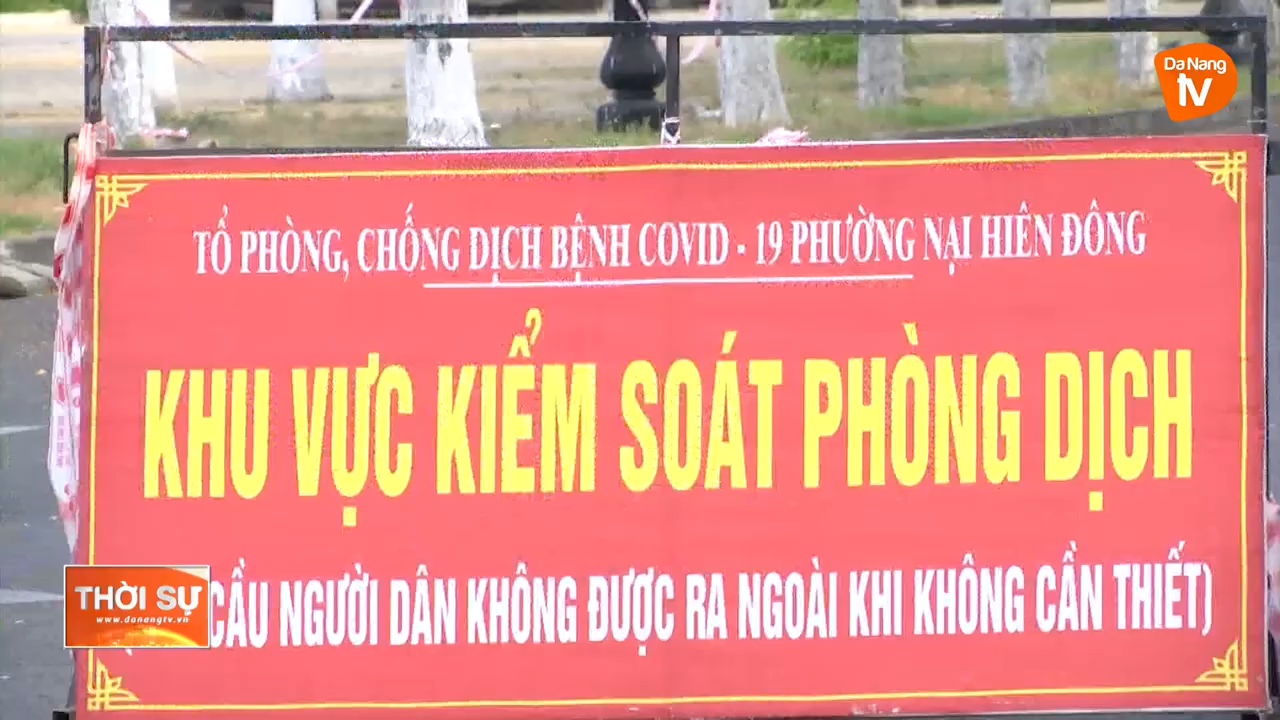 Da Nang
tv
TỔ PHÒNG, CHỐNG DỊCH BỆNH COVID - 19 PHƯỜNG NẠI HIÊN ĐÔNG
KHU VỰC KIỂM SOÁT PHÒNG DỊCH
CẦU NGƯỜI DÂN KHÔNG ĐƯỢC RA NGOÀI KHI KHÔNG CẦN THIẾT)
THỜI SỰ
www.danangtv.vn